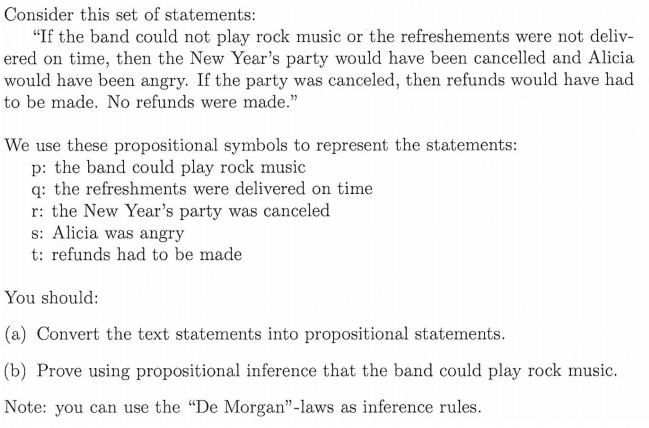 Consider this set of statements:
“If the band could not play rock music or the refreshements were not deliv-
ered on time, then the New Year’s party would have been cancelled and Alicia
would have been angry. If the party was canceled, then refunds would have had
to be made. No refunds were made.”
We use these propositional symbols to represent the statements:
p: the band could play rock music
q: the refreshments were delivered on time
r: the New Year’s party was canceled
s: Alicia was angry
t: refunds had to be made
You should:
(a) Convert the text statements into propositional statements.
(b) Prove using propositional inference that the band could play rock music.
Note: you can use the “De Morgan”-laws as inference rules.